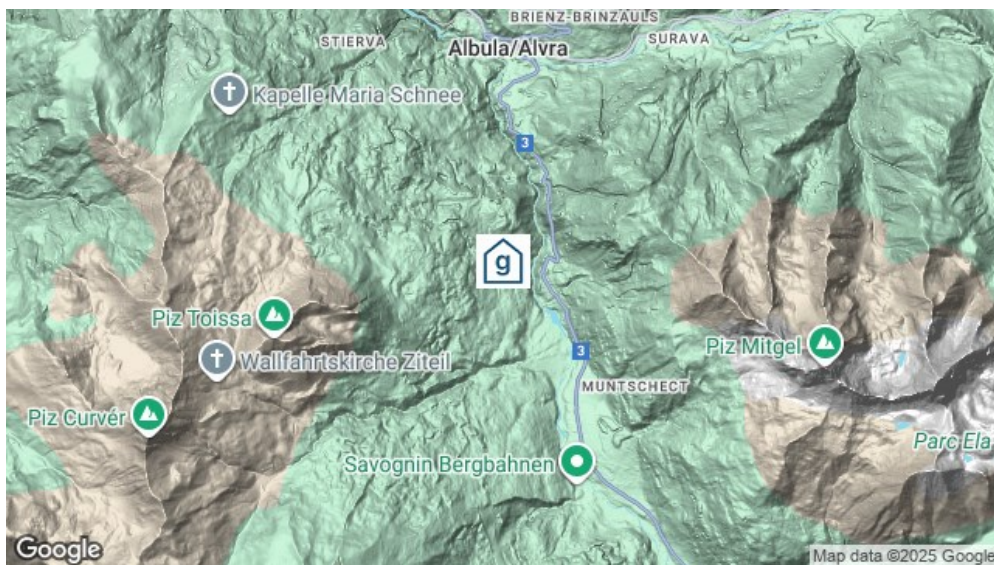 BRIENZ-BRINZAULS
STIERVA
Albula/Alvra
SURAVA
Kapelle Maria Schnee
3
g
Piz Toissa
Wallfahrtskirche Ziteil
3
Piz Mitgel
MUNTSCHECT
Piz Curvér
Parc Ela
Savognin Bergbahnen
Google
Map data ©2025 Google